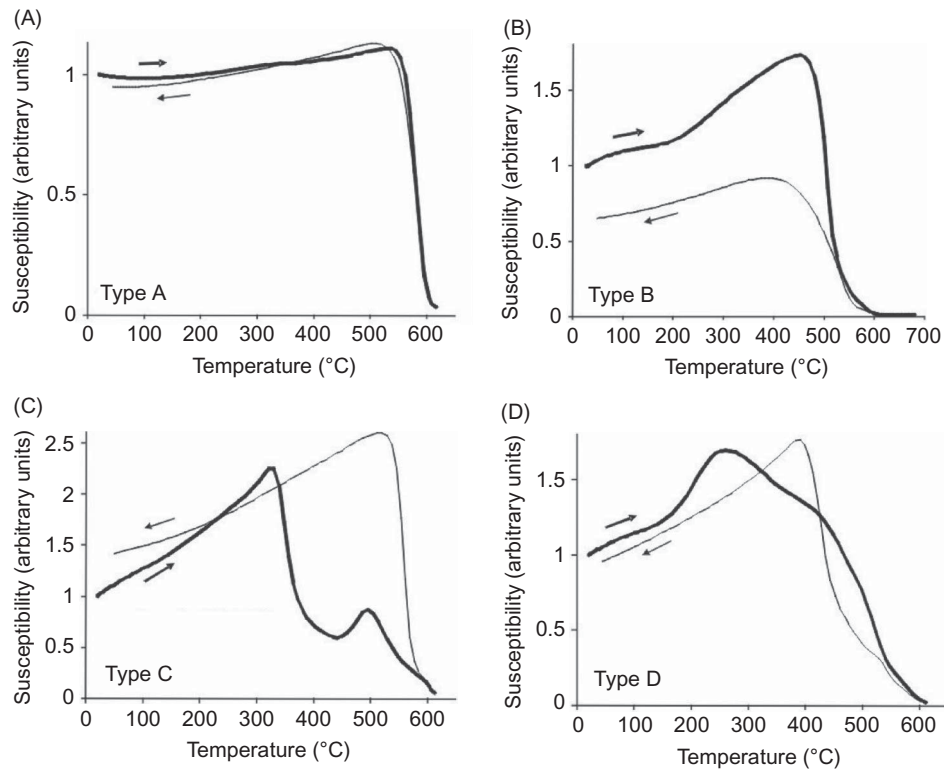 (A)
Susceptibility (arbitrary units)
1
0.5
0
0 100 200 300 400 500 600
Temperature (°C)
Type A
(B)
Susceptibility (arbitrary units)
1.5
1
0.5
0
0 100 200 300 400 500 600 700
Temperature (°C)
Type B
(C)
Susceptibility (arbitrary units)
2.5
2
1.5
1
0.5
0
0 100 200 300 400 500 600
Temperature (°C)
Type C
(D)
Susceptibility (arbitrary units)
1.5
1
0.5
0
0 100 200 300 400 500 600
Temperature (°C)
Type D